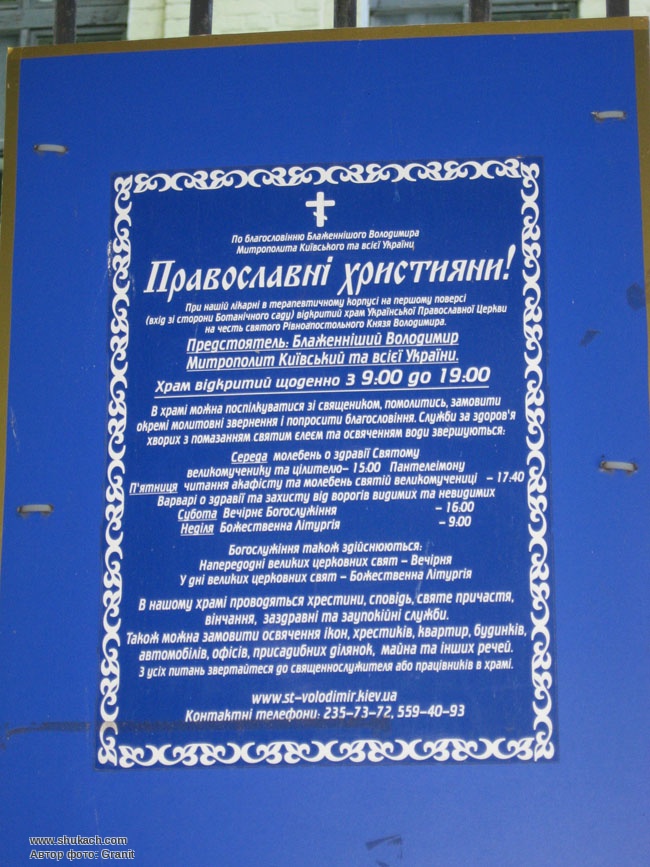 По благословінню Блаженнішого Володимира
Митрополита Київського та всієї України
Православні християни!
При нашій лікарні в терапевтичному корпусі на першому поверсі
(вхід зі сторони Ботанічного саду) відкритий храм Української Православної Церкви
на честь святого Рівноапостольного Князя Володимира.
Предстоятель: Блаженніший Володимир
Митрополит Київський та всієї України.
Храм відкритий щоденно з 9:00 до 19:00
В храмі можна поспілкуватися зі священиком, помолитись, замовити
окремі молитовні звернення і попросити благословіння. Служби за здоров'я
хворих з помазанням святим єлеєм та освяченням води звершуються:
Середа молебень о здравії Святому
великомученику та цілителю– 15:00 Пантелеімону
П'ятниця читання акафісту та молебень святій великомучениці – 17:40
Варварі о здравії та захисту від ворогів видимих та невидимих
Субота Вечірнє Богослужіння – 16:00
Неділя Божественна Літургія – 9:00
Богослужіння також здійснюються:
Напередодні великих церковних свят – Вечірня
У дні великих церковних свят – Божественна Літургія
В нашому храмі проводяться хрестини, сповідь, святе причастя,
вінчання, заздравні та заупокійні служби.
Також можна замовити освячення ікон, хрестиків, квартир, будинків,
автомобілів, офісів, присадибних ділянок, майна та інших речей.
З усіх питань звертайтеся до священнослужителя або працівників в храмі.
www.st-volodimir.kiev.ua
Контактні телефони: 235-73-72, 559-40-93
www.shukach.com
Автор фото: Granit